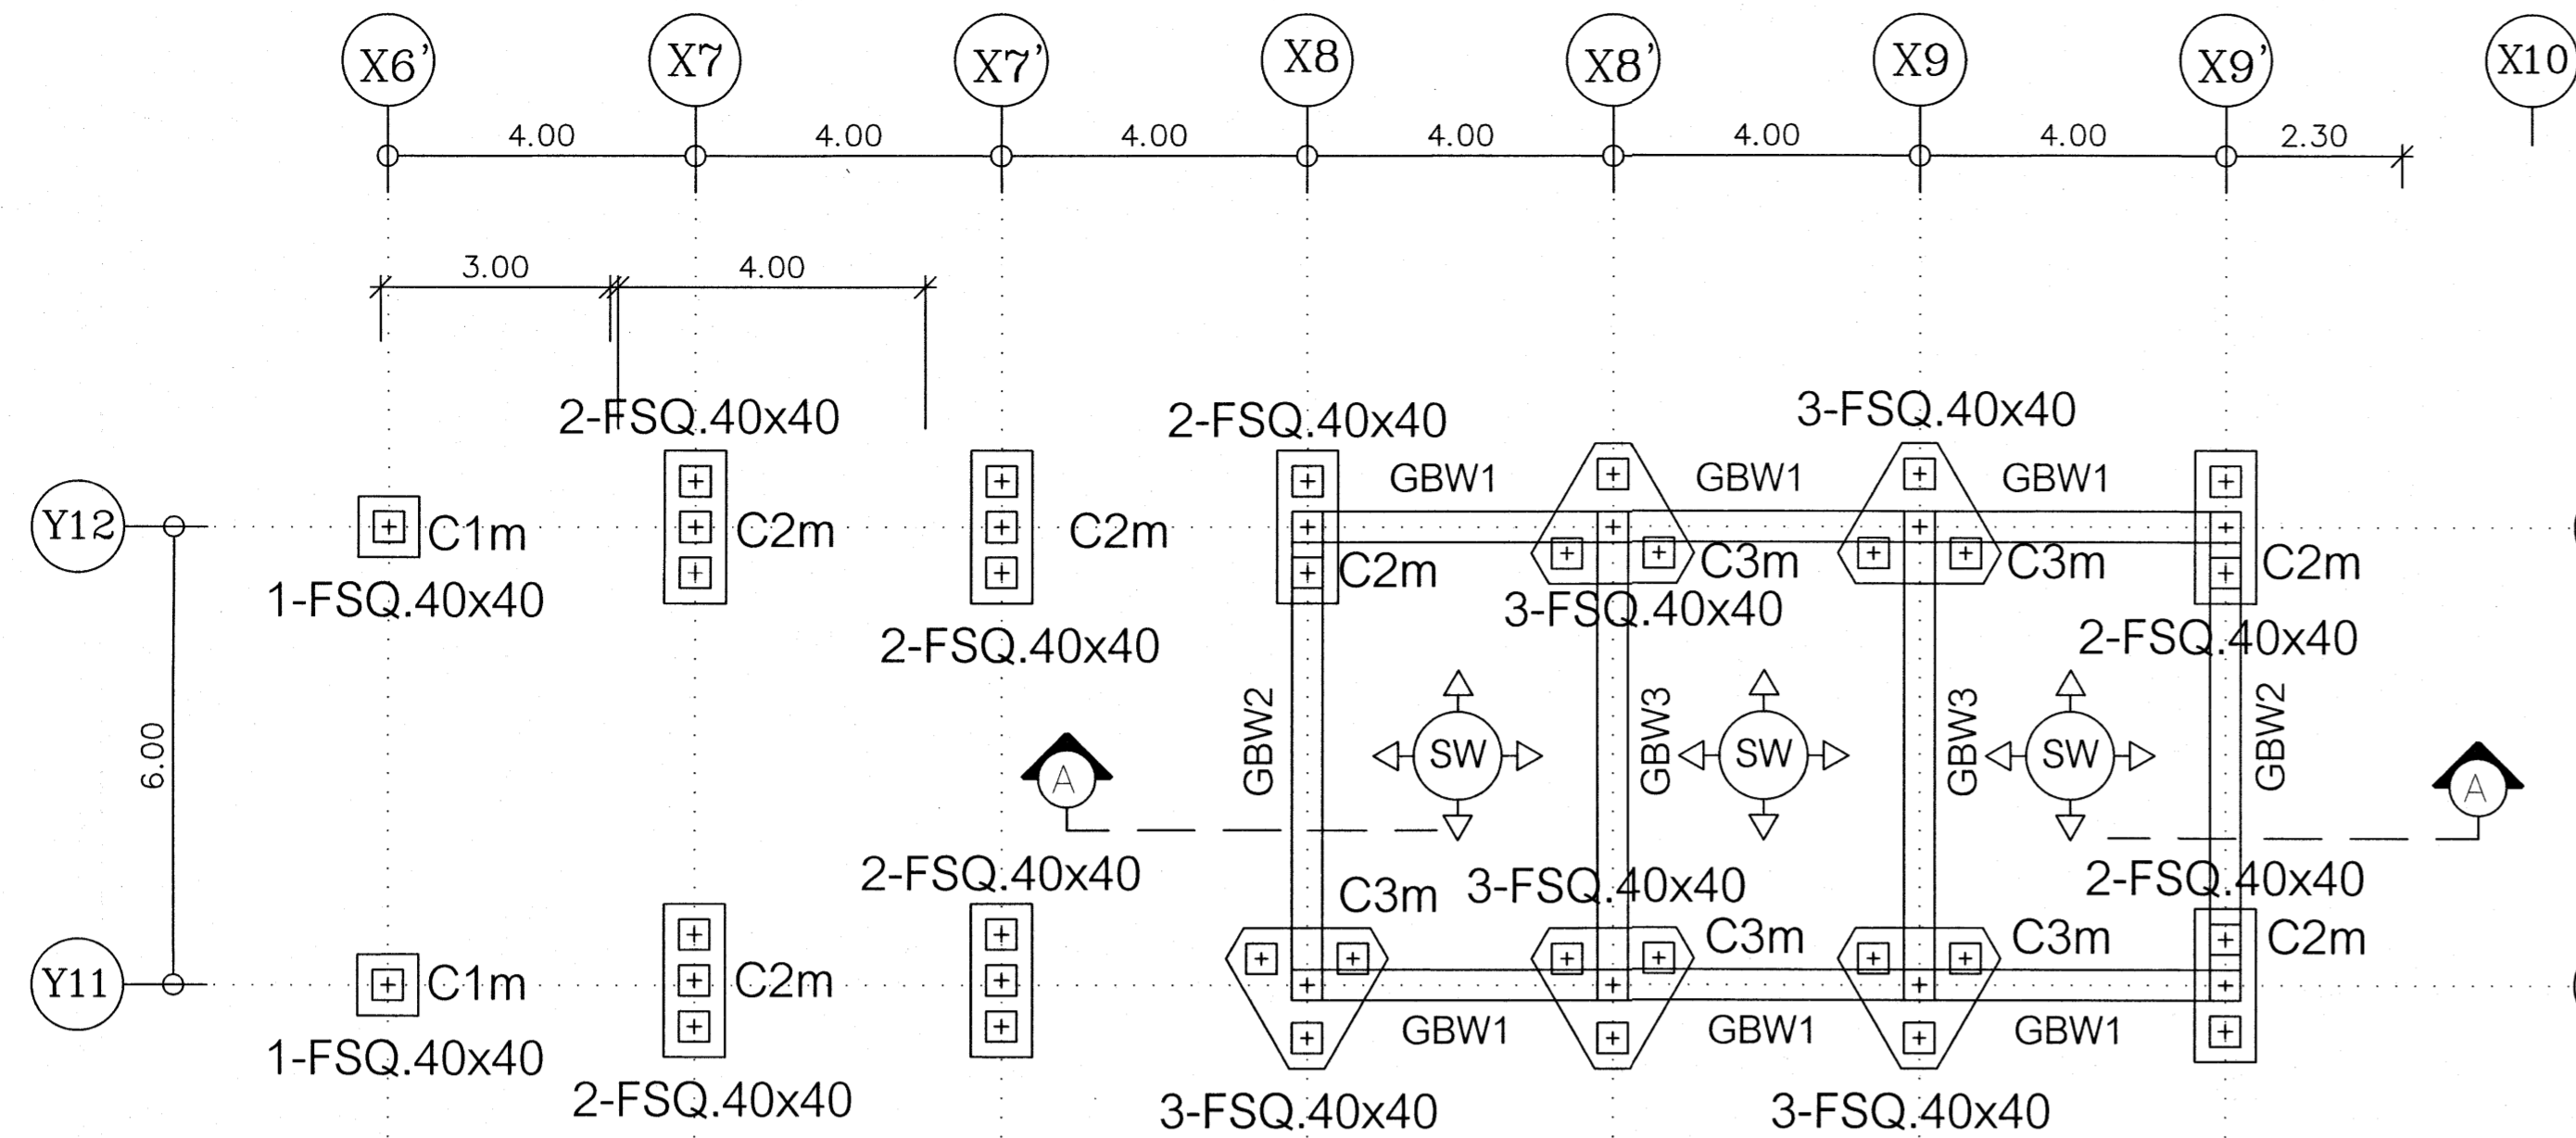 X6' X7 X7' X8 X8' X9 X9' X10
4.00 4.00 4.00 4.00 4.00 4.00 2.30
3.00 4.00
2-FSQ.40x40 2-FSQ.40x40 3-FSQ.40x40
GBW1 GBW1 GBW1
Y12 C1m C2m C2m C2m C3m C3m C2m
1-FSQ.40x40 3-FSQ.40x40
2-FSQ.40x40 2-FSQ.40x40
6.00 GBW2 SW GBW3 SW GBW3 SW GBW2
A A
2-FSQ.40x40 3-FSQ.40x40 2-FSQ.40x40
C3m C3m C3m C2m
Y11 C1m C2m
GBW1 GBW1 GBW1
1-FSQ.40x40
2-FSQ.40x40 3-FSQ.40x40 3-FSQ.40x40